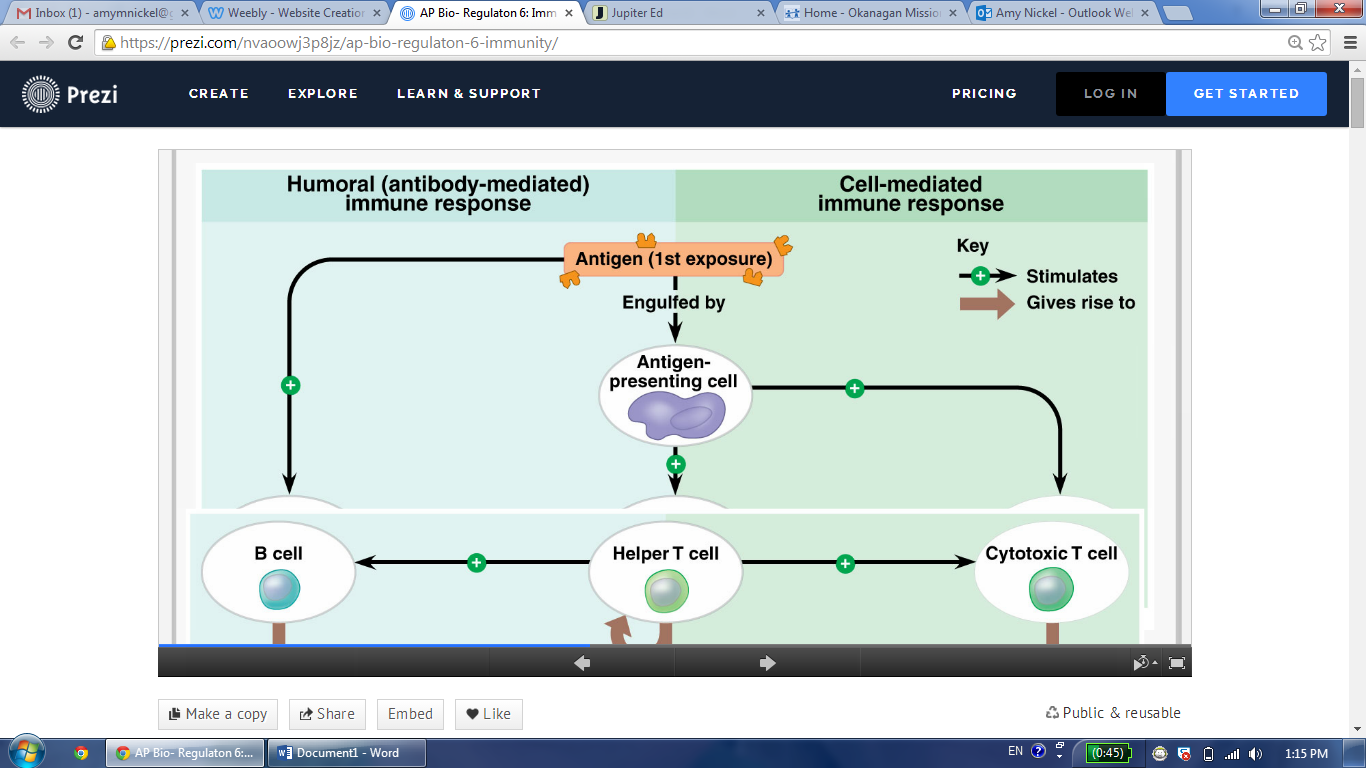 Inbox (1) - amymnickel@g
Weebly - Website Creation
AP Bio- Regulaton 6: Imm
Jupiter Ed
Home - Okanagan Mission
Amy Nickel - Outlook We
https://prezi.com/nvaoowj3p8jz/ap-bio-regulaton-6-immunity/
Prezi
CREATE
EXPLORE
LEARN & SUPPORT
PRICING
LOG IN
GET STARTED
Humoral (antibody-mediated)
immune response
Cell-mediated
immune response
Antigen (1st exposure)
Key
Stimulates
Gives rise to
Engulfed by
Antigen-
presenting cell
B cell
Helper T cell
Cytotoxic T cell
Make a copy
Share
Embed
Like
Public & reusable
AP Bio- Regulaton 6:...
Document1 - Word
EN
(0:45)
1:15 PM